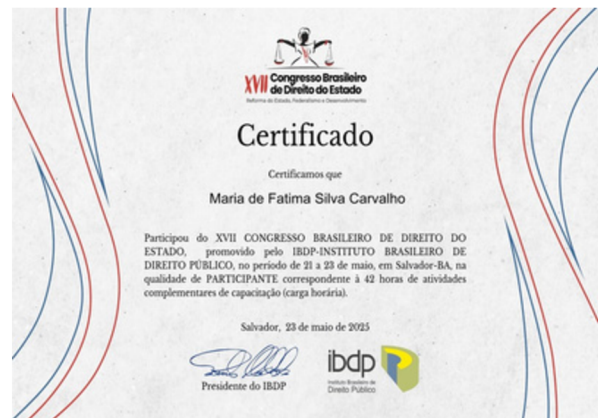 XVII Congresso Brasileiro
de Direito do Estado
Reforma do Estado, Federalismo e Desenvolvimento
Certificado
Certificamos que
Maria de Fatima Silva Carvalho
Participou do XVII CONGRESSO BRASILEIRO DE DIREITO DO
ESTADO, promovido pelo IBDP-INSTITUTO BRASILEIRO DE
DIREITO PÚBLICO, no período de 21 a 23 de maio, em Salvador-BA, na
qualidade de PARTICIPANTE correspondente à 42 horas de atividades
complementares de capacitação (carga horária).
Salvador, 23 de maio de 2025
Presidente do IBDP
ibdp
Instituto Brasileiro de
Direito Público